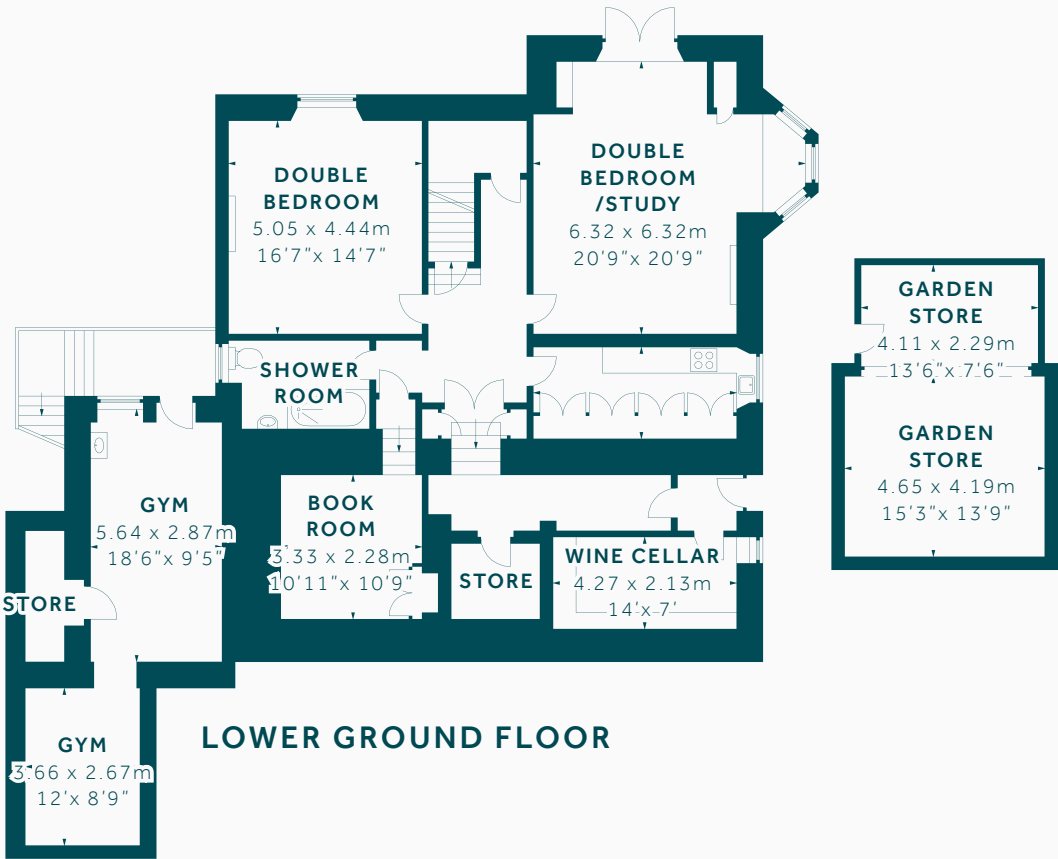 DOUBLE
BEDROOM
5.05 x 4.44m
16'7"x 14'7"
DOUBLE
BEDROOM
/STUDY
6.32 x 6.32m
20'9"x 20'9"
GARDEN
STORE
4.11 x 2.29m
13'6"x 7'6"
SHOWER
ROOM
GARDEN
STORE
4.65 x 4.19m
15'3"x 13'9"
GYM
5.64 x 2.87m
18'6"x 9'5"
BOOK
ROOM
3.33 x 2.28m
10'11"x 10'9"
STORE
WINE CELLAR
4.27 x 2.13m
14'x 7'
STORE
LOWER GROUND FLOOR
GYM
3.66 x 2.67m
12'x 8'9"